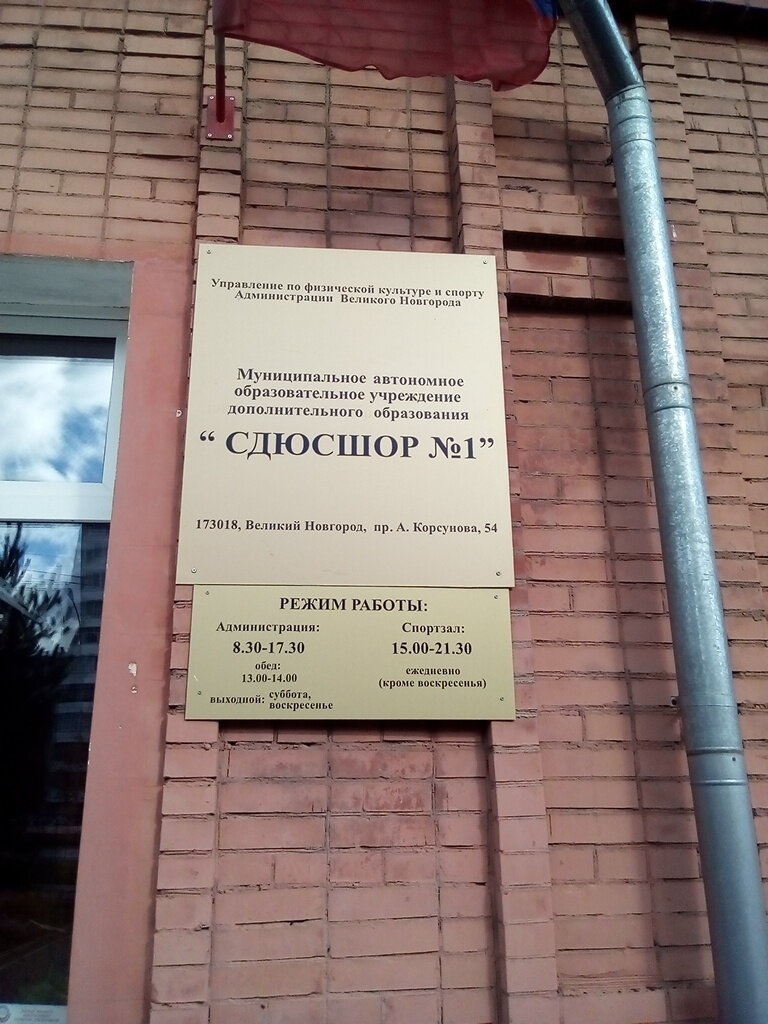 Управление по физической культуре и спорту
Администрации Великого Новгорода
Муниципальное автономное
образовательное учреждение
дополнительного образования
“ СДЮСШОР №1”
173018, Великий Новгород, пр. А. Корсунова, 54
РЕЖИМ РАБОТЫ:
Администрация:
8.30-17.30
обед:
13.00-14.00
выходной: суббота,
воскресенье
Спортзал:
15.00-21.30
ежедневно
(кроме воскресенья)